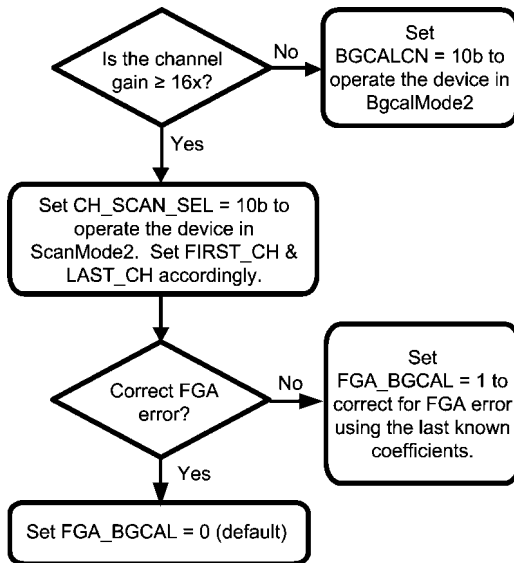 Is the channel
gain ≥ 16x?
No
Set
BGCALCN = 10b to
operate the device in
BgcalMode2
Yes
Set CH_SCAN_SEL = 10b to
operate the device in
ScanMode2. Set FIRST_CH &
LAST_CH accordingly.
Correct FGA
error?
No
Set
FGA_BGCAL = 1 to
correct for FGA error
using the last known
coefficients.
Yes
Set FGA_BGCAL = 0 (default)